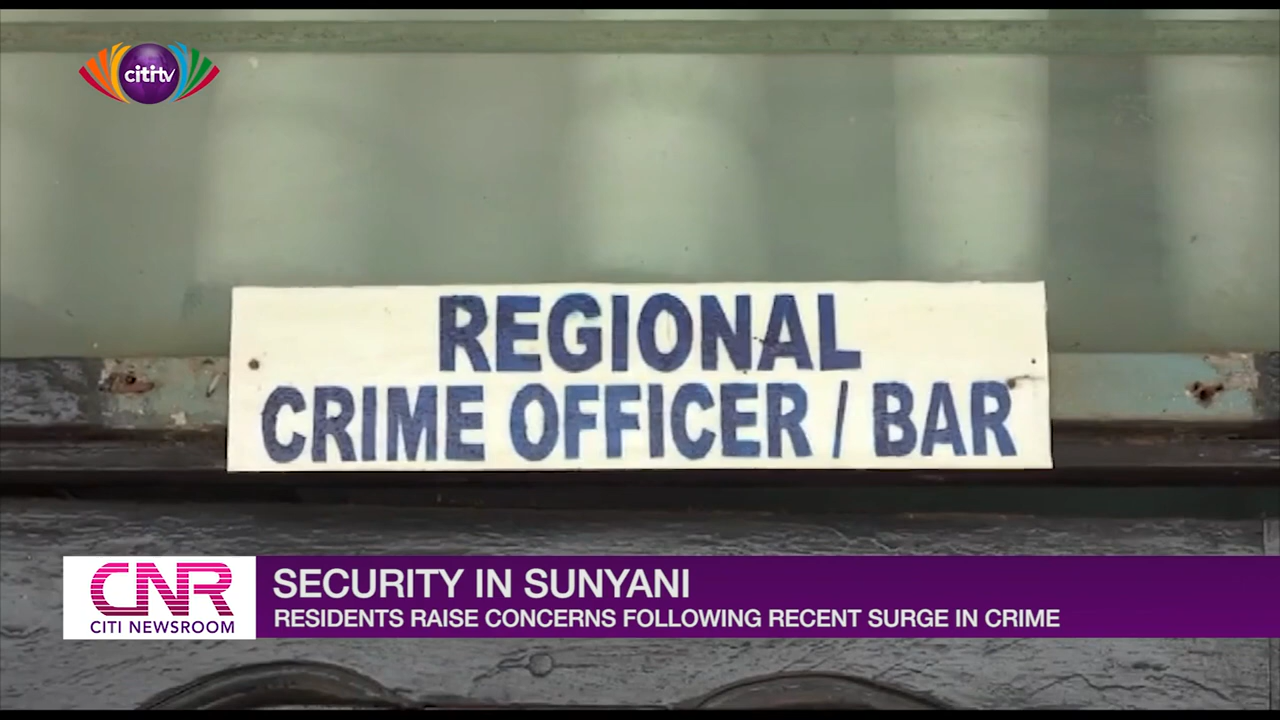 citi tv
REGIONAL
CRIME OFFICER / BAR
CNR
CITI NEWSROOM
SECURITY IN SUNYANI
RESIDENTS RAISE CONCERNS FOLLOWING RECENT SURGE IN CRIME